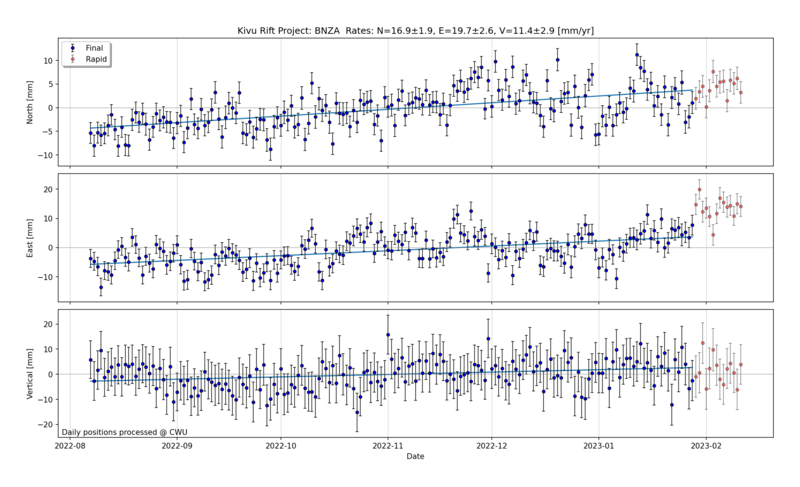 Kivu Rift Project: BNZA  Rates: N=16.9±1.9, E=19.7±2.6, V=11.4±2.9 [mm/yr]
Final
Rapid
North [mm]
10
5
0
−5
−10
East [mm]
20
10
0
−10
Vertical [mm]
20
10
0
−10
−20
Daily positions processed @ CWU
2022-08 2022-09 2022-10 2022-11 2022-12 2023-01 2023-02
Date